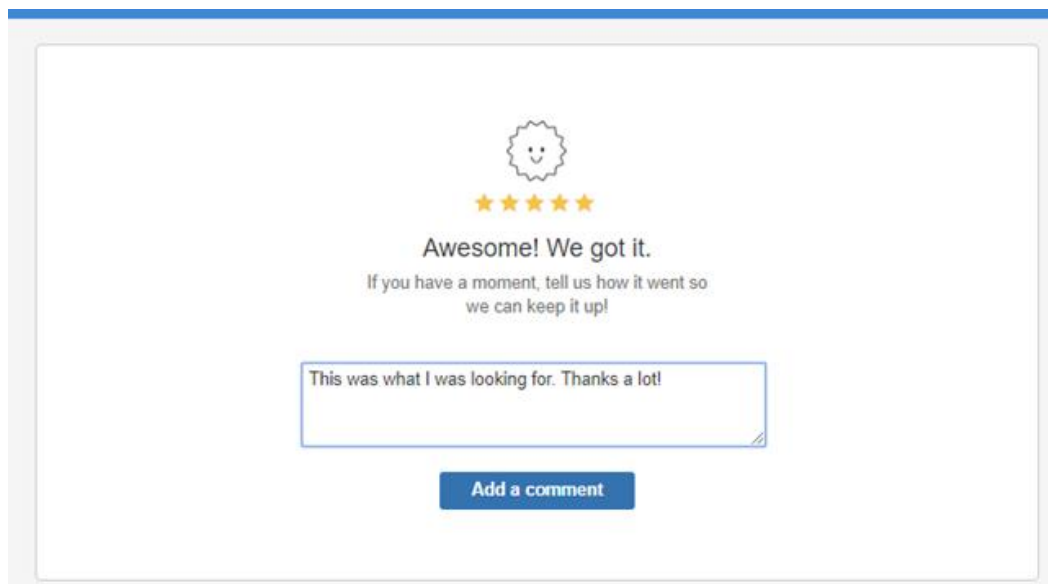 Awesome! We got it.
If you have a moment, tell us how it went so
we can keep it up!
This was what I was looking for. Thanks a lot!
Add a comment